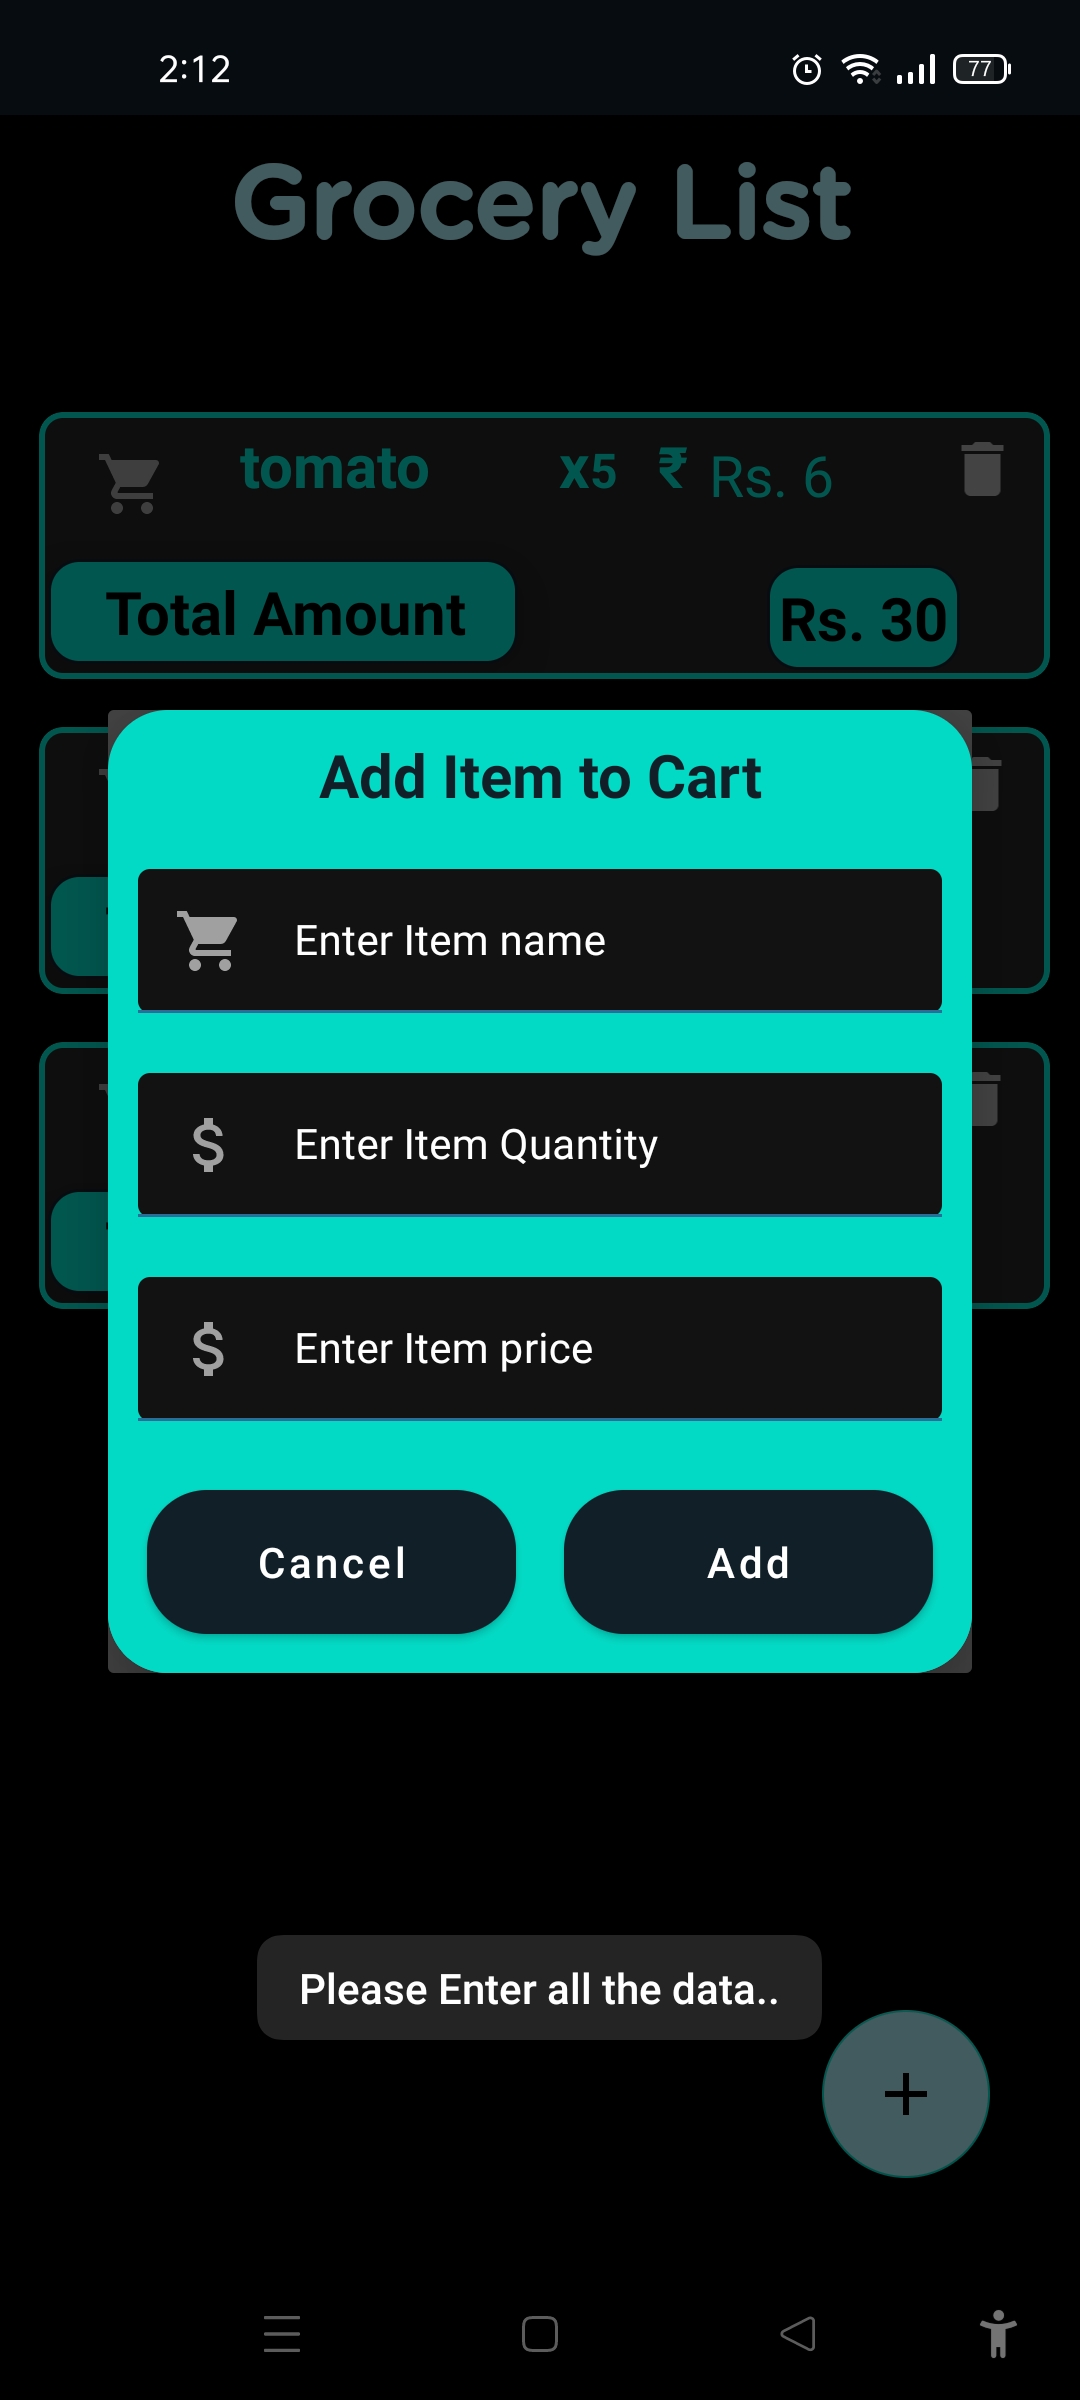 2:12
77
Grocery List
tomato x5 ₹ Rs. 6
Total Amount Rs. 30
Add Item to Cart
Enter Item name
$ Enter Item Quantity
$ Enter Item price
Cancel Add
Please Enter all the data..
+